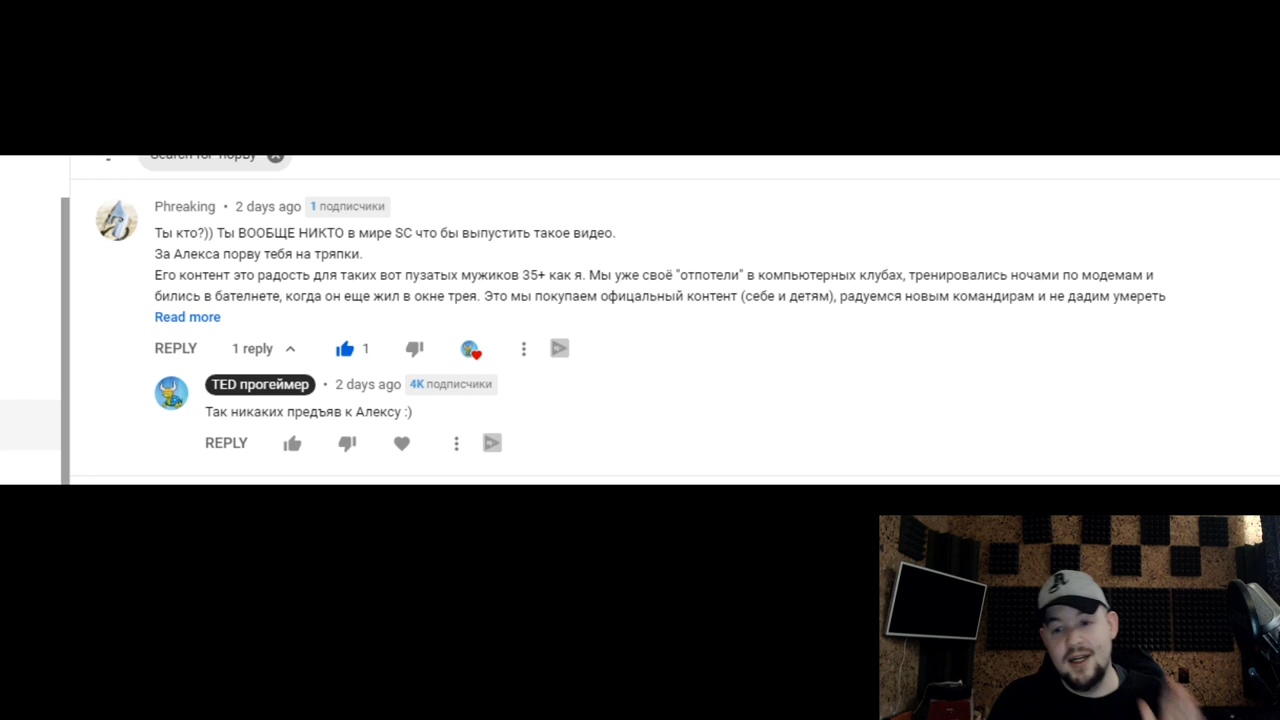 Search for "порву"
Phreaking • 2 days ago 1 подписчики
Ты кто?)) Ты ВООБЩЕ НИКТО в мире SC что бы выпустить такое видео.
За Алекса порву тебя на тряпки.
Его контент это радость для таких вот пузатых мужиков 35+ как я. Мы уже своё "отпотели" в компьютерных клубах, тренировались ночами по модемам и
бились в бателнете, когда он еще жил в окне трея. Это мы покупаем офицальный контент (себе и детям), радуемся новым командирам и не дадим умереть
Read more
REPLY 1 reply 1
TED прогеймер • 2 days ago 4K подписчики
Так никаких предъяв к Алексу :)
REPLY